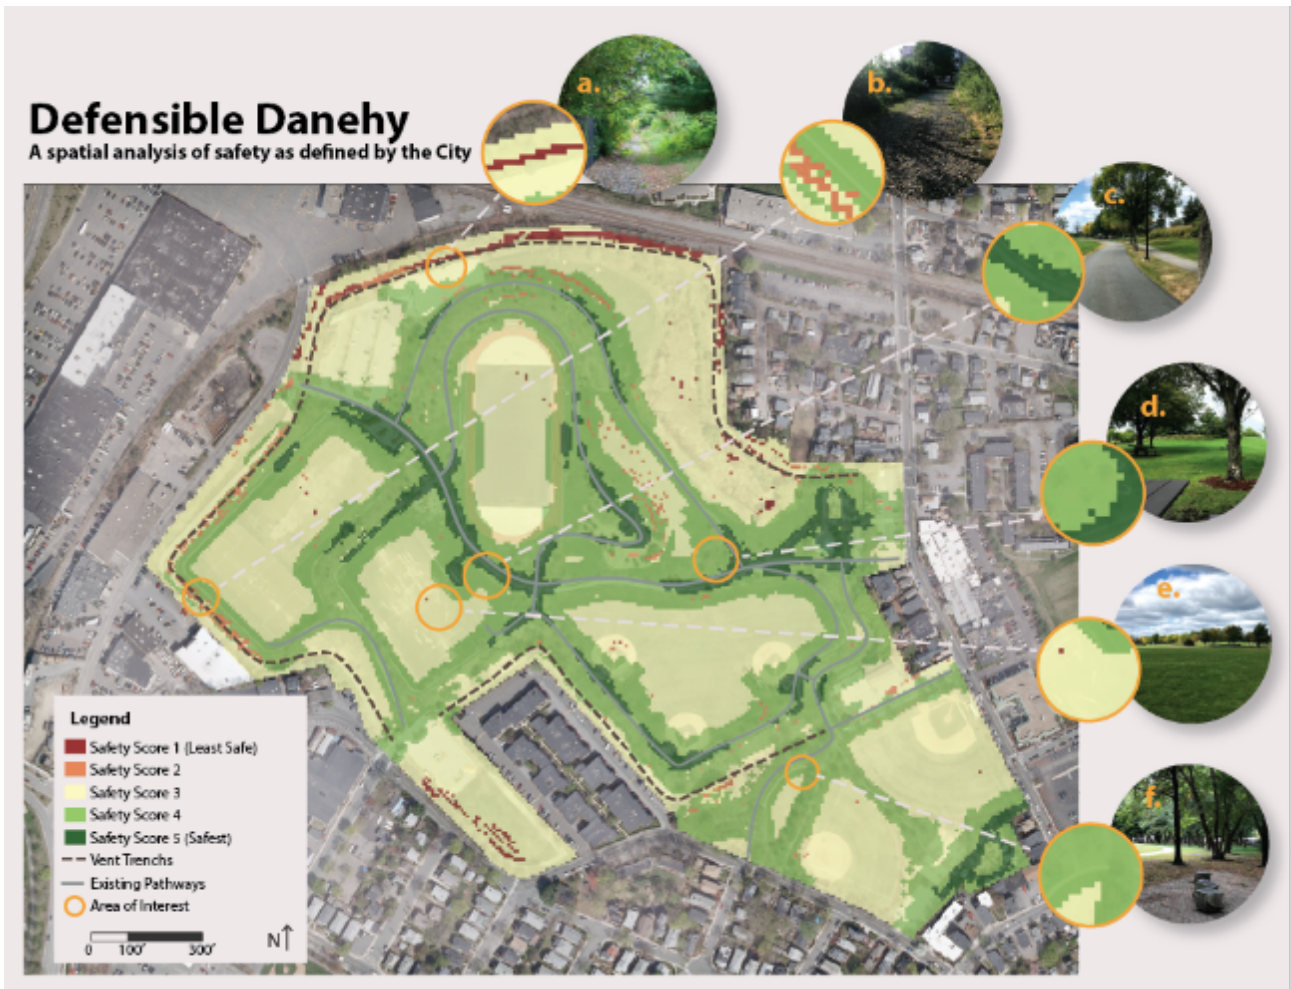 Defensible Danehy
A spatial analysis of safety as defined by the City
a.
b.
c.
d.
e.
f.
Legend
Safety Score 1 (Least Safe)
Safety Score 2
Safety Score 3
Safety Score 4
Safety Score 5 (Safest)
Vent Trenchs
Existing Pathways
Area of Interest
0 100' 300'
N